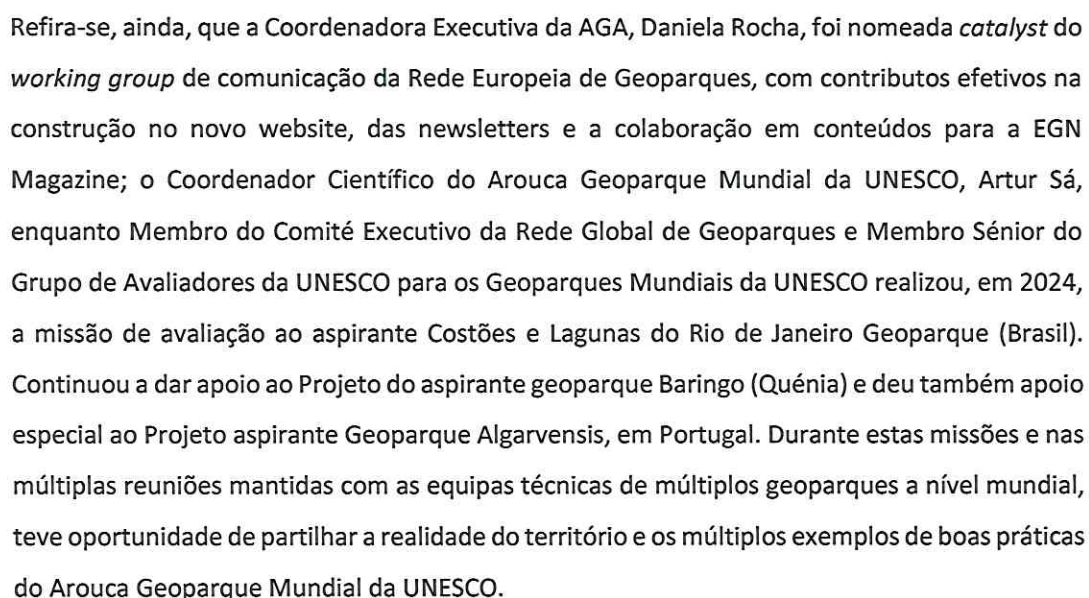 Refira-se, ainda, que a Coordenadora Executiva da AGA, Daniela Rocha, foi nomeada catalyst do
working group de comunicação da Rede Europeia de Geoparques, com contributos efetivos na
construção no novo website, das newsletters e a colaboração em conteúdos para a EGN
Magazine; o Coordenador Científico do Arouca Geoparque Mundial da UNESCO, Artur Sá,
enquanto Membro do Comité Executivo da Rede Global de Geoparques e Membro Sénior do
Grupo de Avaliadores da UNESCO para os Geoparques Mundiais da UNESCO realizou, em 2024,
a missão de avaliação ao aspirante Costões e Lagunas do Rio de Janeiro Geoparque (Brasil).
Continuou a dar apoio ao Projeto do aspirante geoparque Baringo (Quénia) e deu também apoio
especial ao Projeto aspirante Geoparque Algarvensis, em Portugal. Durante estas missões e nas
múltiplas reuniões mantidas com as equipas técnicas de múltiplos geoparques a nível mundial,
teve oportunidade de partilhar a realidade do território e os múltiplos exemplos de boas práticas
do Arouca Geoparque Mundial da UNESCO.